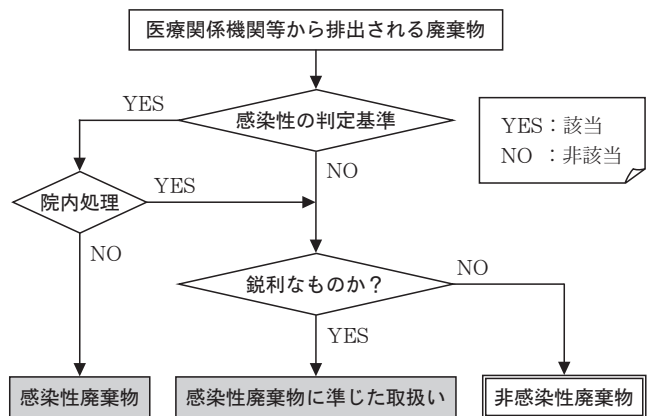 医療関係機関等から排出される廃棄物
YES
感染性の判定基準
YES：該当
NO ：非該当
NO
院内処理
YES
NO
鋭利なものか？
NO
YES
感染性廃棄物
感染性廃棄物に準じた取扱い
非感染性廃棄物